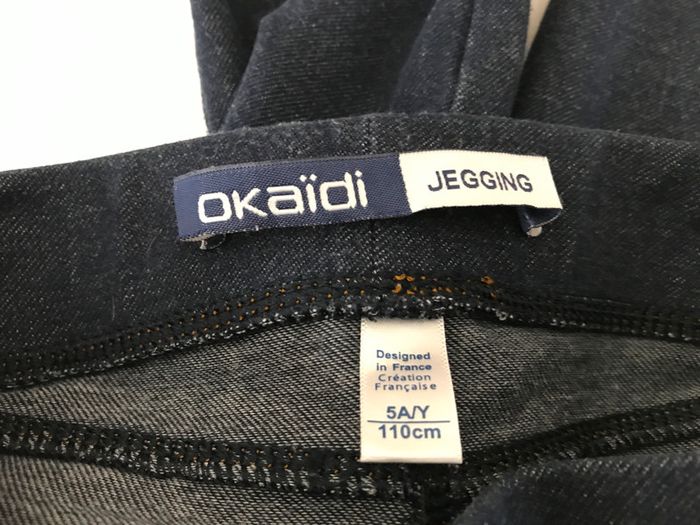 OKaïdi
JEGGING
Designed
in France
Création
Française
5A/Y
110cm